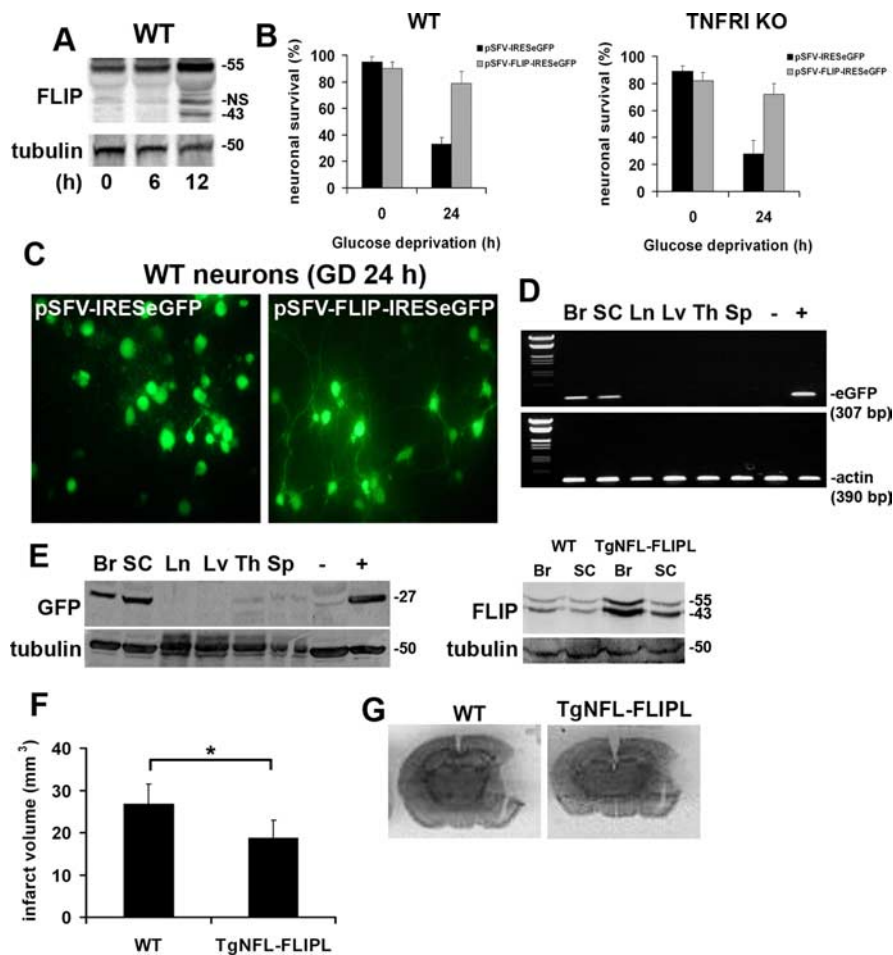 A
WT
FLIP
-55
-NS
-43
tubulin
-50
(h) 0 6 12
B
WT
neuronal survival (%)
100
80
60
40
20
0
pSFV-IRESeGFP
pSFV-FLIP-IRESeGFP
0 24
Glucose deprivation (h)
TNFRI KO
neuronal survival (%)
100
80
60
40
20
0
pSFV-IRESeGFP
pSFV-FLIP-IRESeGFP
0 24
Glucose deprivation (h)
C
WT neurons (GD 24 h)
pSFV-IRESeGFP
pSFV-FLIP-IRESeGFP
D
Br SC Ln Lv Th Sp - +
-eGFP
(307 bp)
-actin
(390 bp)
E
Br SC Ln Lv Th Sp - +
GFP
-27
tubulin
-50
WT TgNFL-FLIPL
Br SC Br SC
FLIP
-55
-43
tubulin
-50
F
infarct volume (mm³)
40
30
20
10
0
*
WT TgNFL-FLIPL
G
WT
TgNFL-FLIPL